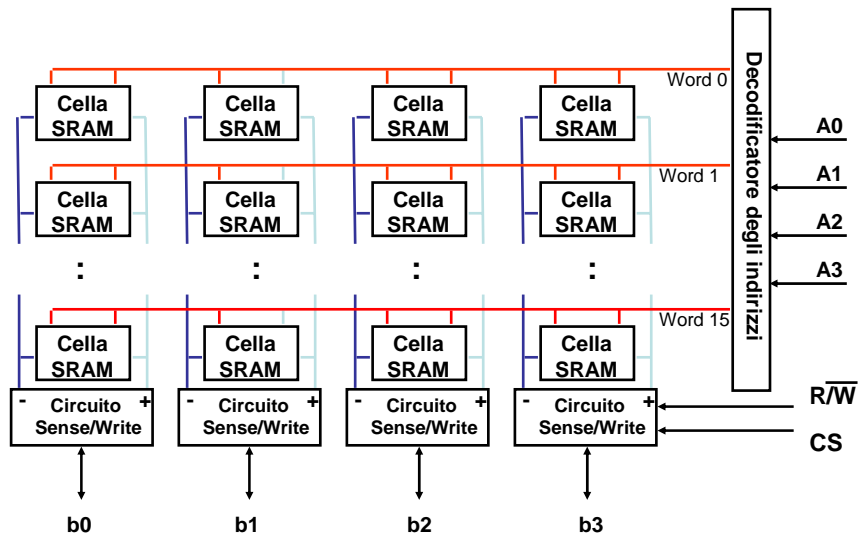 Word 0
Cella Cella Cella Cella
SRAM SRAM SRAM SRAM
Word 1
Cella Cella Cella Cella
SRAM SRAM SRAM SRAM
: : : :
Word 15
Cella Cella Cella Cella
SRAM SRAM SRAM SRAM
- Circuito + - Circuito + - Circuito + - Circuito +
Sense/Write Sense/Write Sense/Write Sense/Write
b0 b1 b2 b3
Decodificatore degli indirizzi
A0
A1
A2
A3
R/W
CS